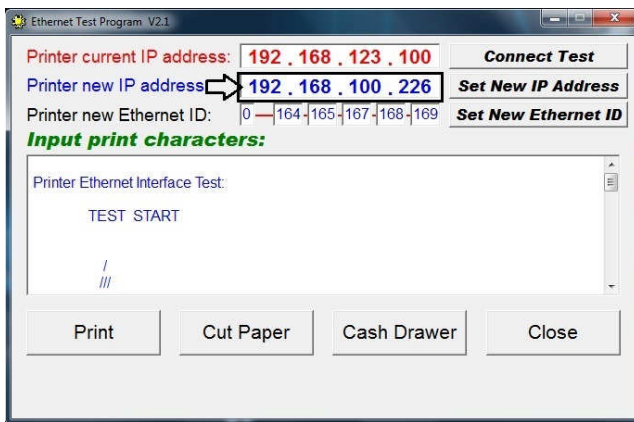 Ethernet Test Program V2.1
Printer current IP address: 192 . 168 . 123 . 100 Connect Test
Printer new IP address 192 . 168 . 100 . 226 Set New IP Address
Printer new Ethernet ID: 0 — 164 - 165 - 167 - 168 - 169 Set New Ethernet ID
Input print characters:
Printer Ethernet Interface Test:
TEST START
/
///
Print Cut Paper Cash Drawer Close